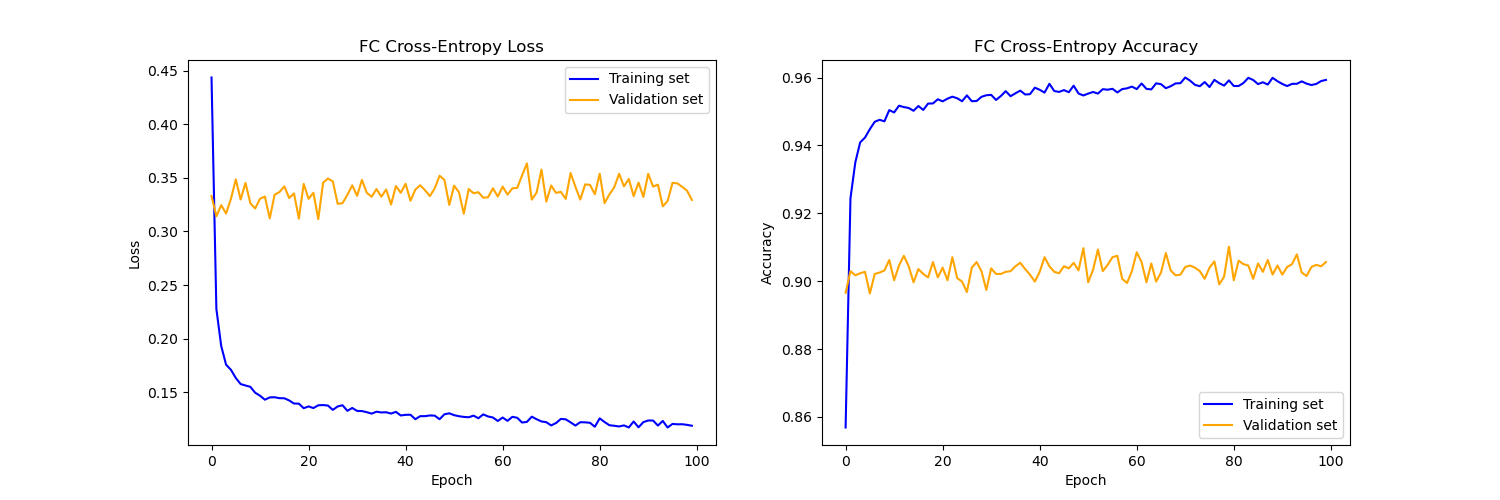 FC Cross-Entropy Loss
Training set
Validation set
0.45
0.40
0.35
0.30
0.25
0.20
0.15
Loss
0 20 40 60 80 100
Epoch
FC Cross-Entropy Accuracy
0.96
0.94
0.92
0.90
0.88
0.86
Accuracy
Training set
Validation set
0 20 40 60 80 100
Epoch